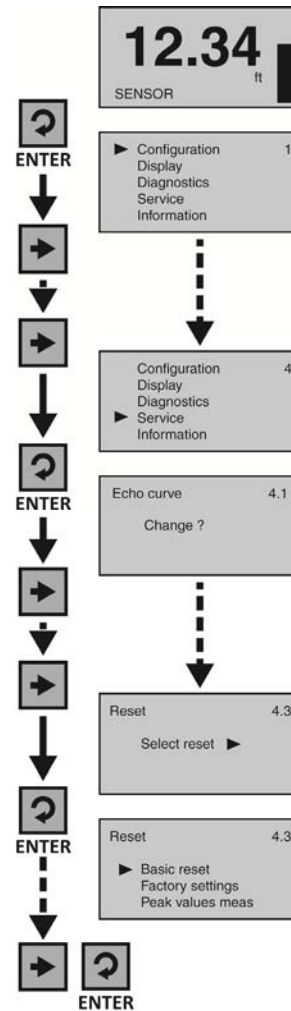 12.34
ft
SENSOR
ENTER
Configuration 1
Display
Diagnostics
Service
Information
Configuration 4
Display
Diagnostics
Service
Information
ENTER
Echo curve 4.1
Change ?
Reset 4.3
Select reset
ENTER
Reset 4.3
Basic reset
Factory settings
Peak values meas
ENTER